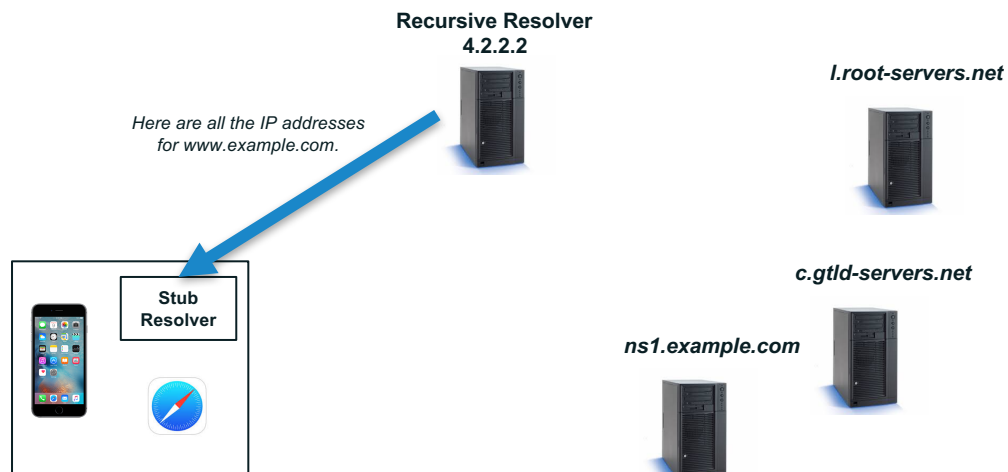 Recursive Resolver
4.2.2.2
l.root-servers.net
Here are all the IP addresses
for www.example.com.
c.gtld-servers.net
Stub
Resolver
ns1.example.com